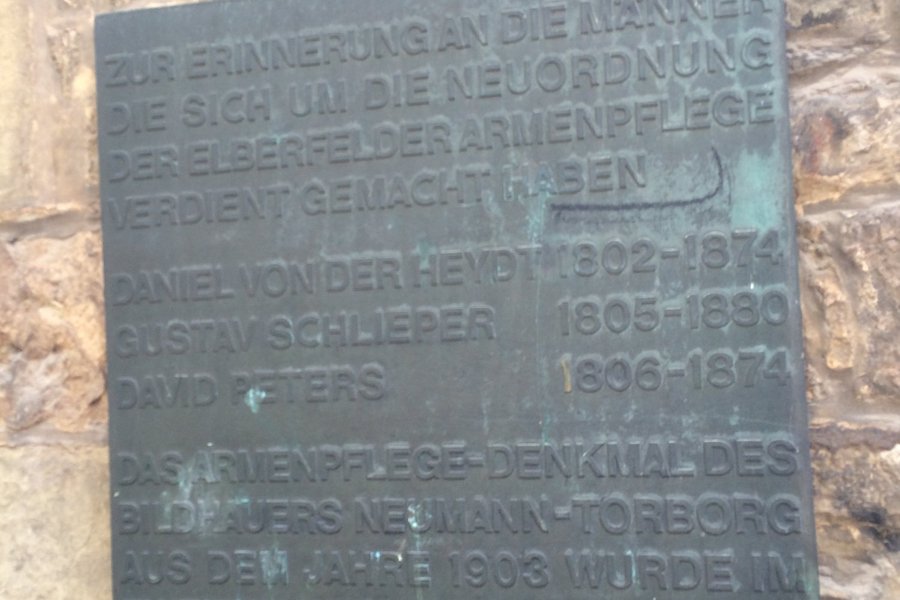 ZUR ERINNERUNG AN DIE MÄNNER
DIE SICH UM DIE NEUORDNUNG
DER ELBERFELDER ARMENPFLEGE
VERDIENT GEMACHT HABEN
DANIEL VON DER HEYDT 1802-1874
GUSTAV SCHLIEPER 1805-1880
DAVID PETERS 1806-1874
DAS ARMENPFLEGE-DENKMAL DES
BILDHAUERS NEUMANN-TORBORG
AUS DEM JAHRE 1903 WURDE IM